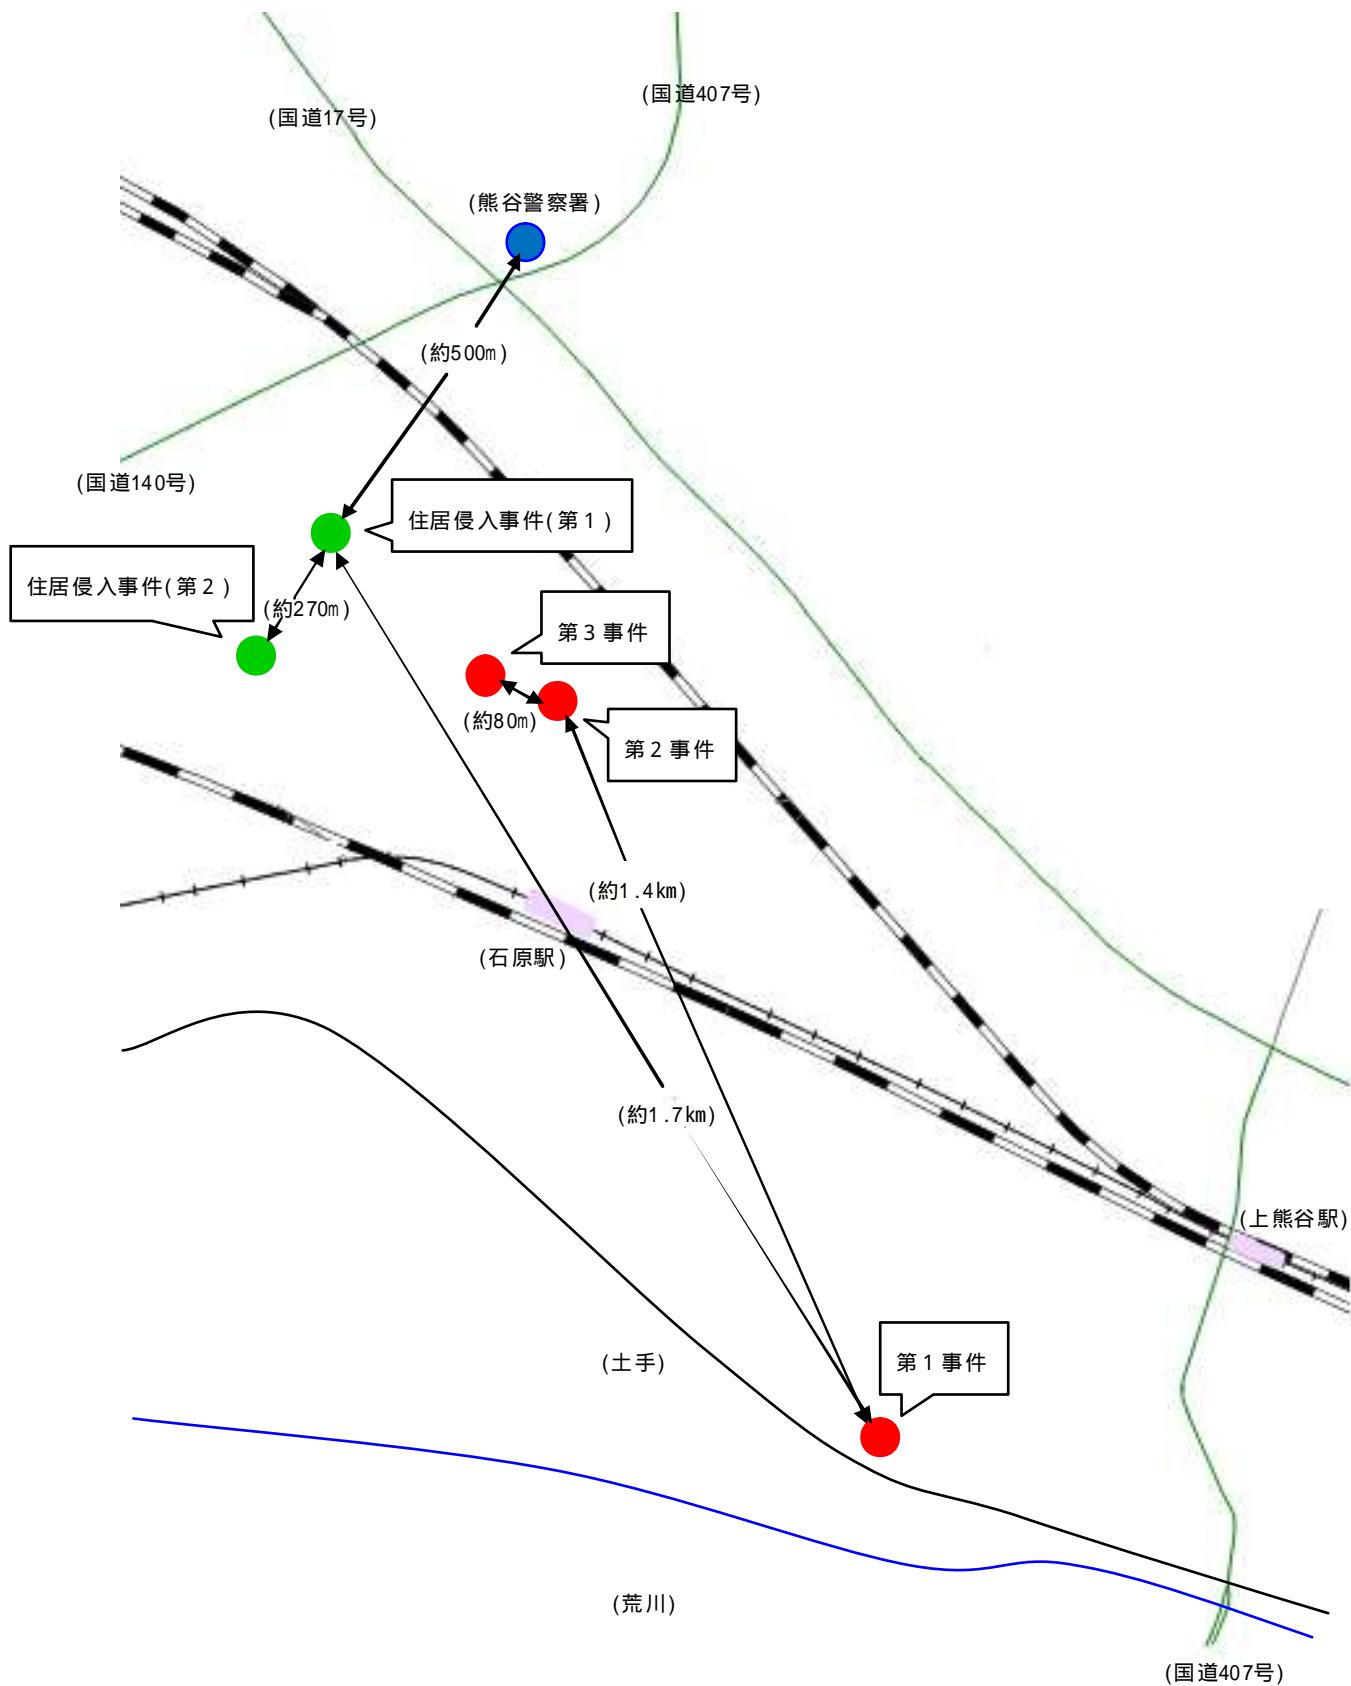 (国道407号)
(国道17号)
(熊谷警察署)
(約500m)
(国道140号)
住居侵入事件(第1)
住居侵入事件(第2)
(約270m)
第3事件
(約80m)
第2事件
(約1.4km)
(石原駅)
(約1.7km)
(上熊谷駅)
(土手)
第1事件
(荒川)
(国道407号)